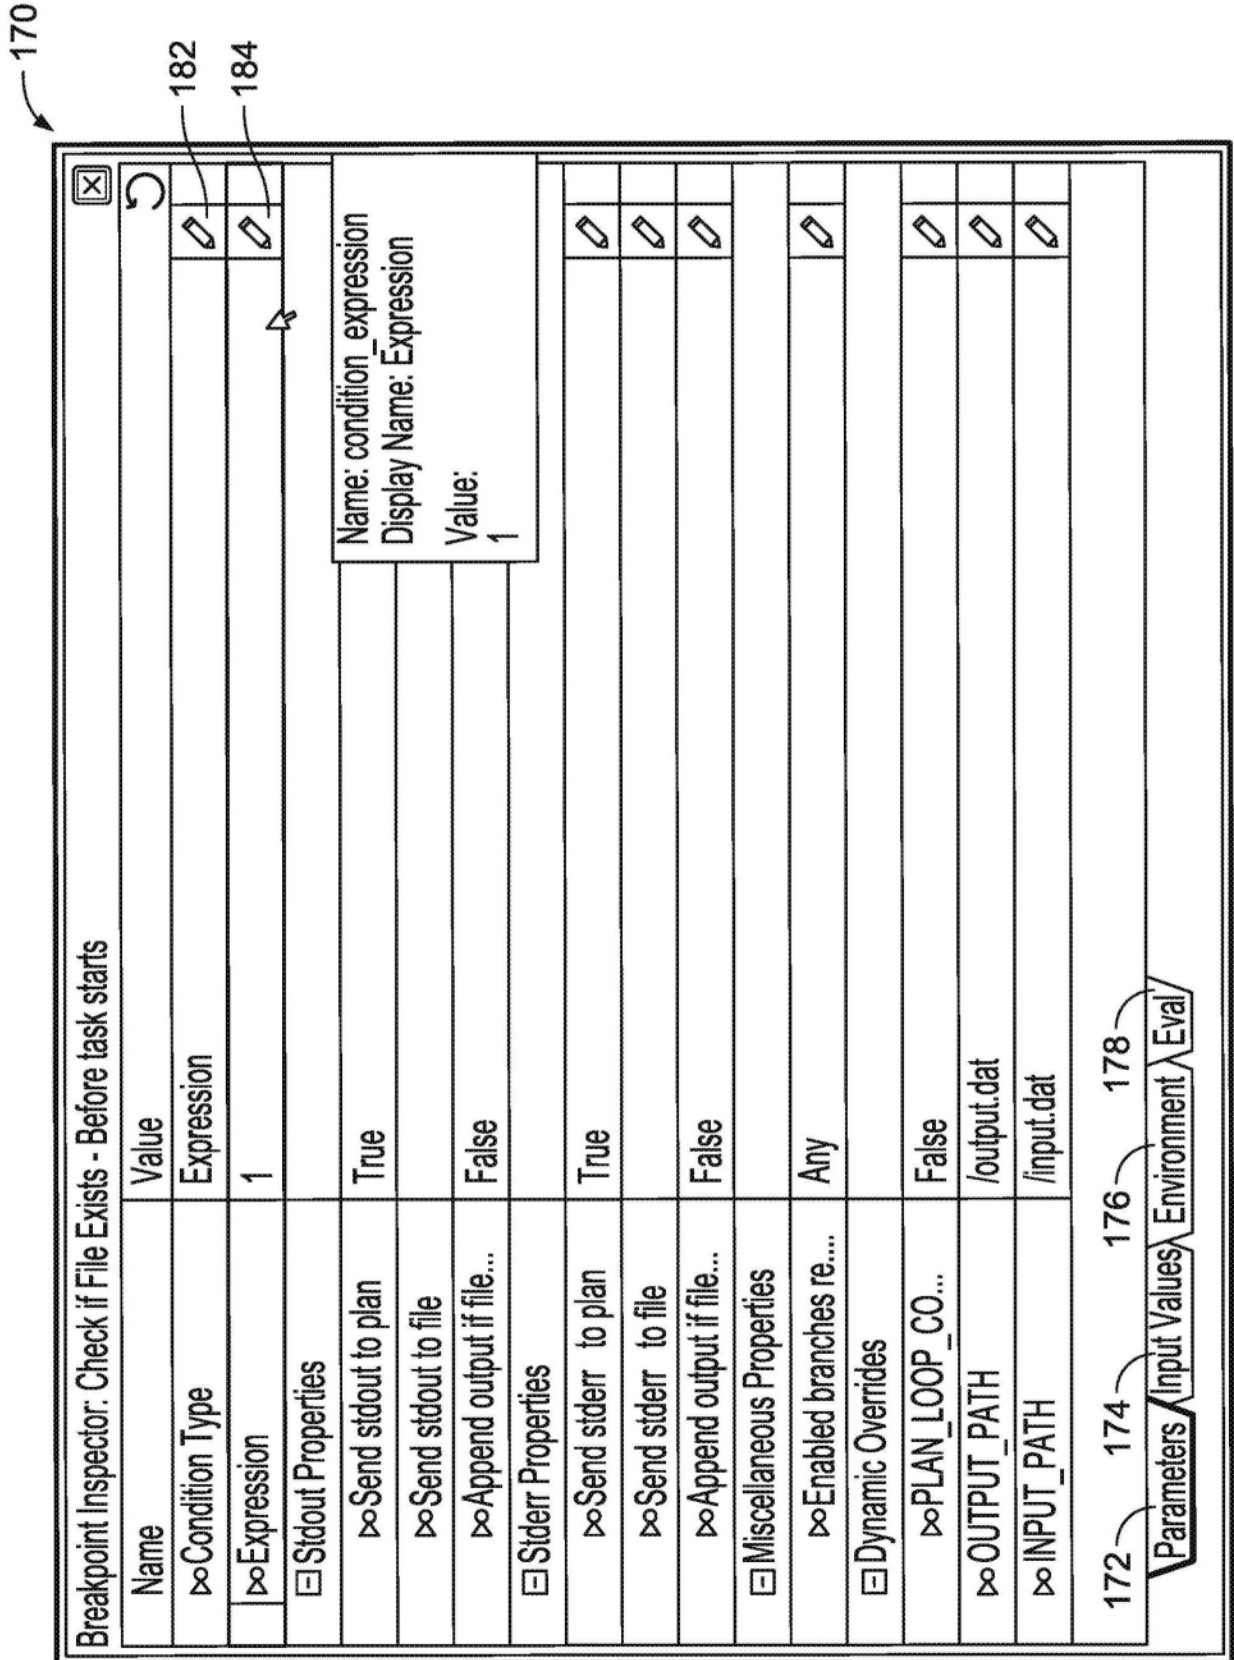 170
Breakpoint Inspector: Check if File Exists - Before task starts
Name Value
Condition Type Expression 182
Expression 1 184
Stdout Properties
Send stdout to plan True
Send stdout to file
Append output if file... False
Name: condition_expression
Display Name: Expression
Value:
1
Stderr Properties
Send stderr to plan True
Send stderr to file
Append output if file... False
Miscellaneous Properties
Enabled branches re.... Any
Dynamic Overrides
PLAN_LOOP_CO... False
OUTPUT_PATH /output.dat
INPUT_PATH /input.dat
172 174 176 178
Parameters Input Values Environment Eval